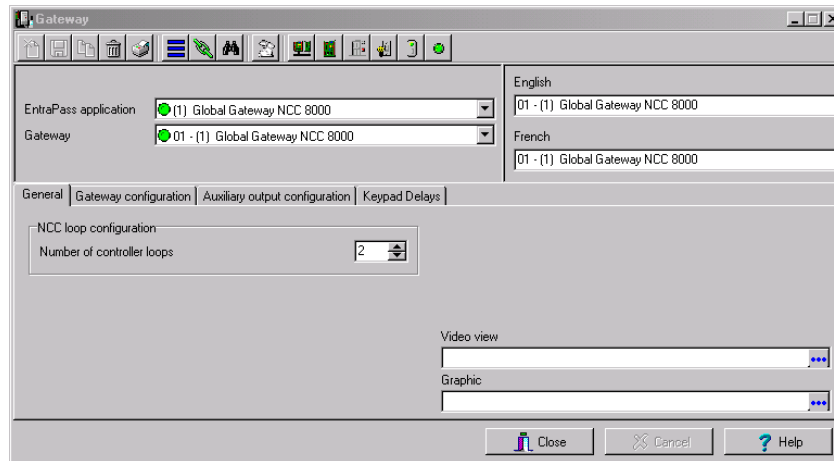 Gateway
English
EntraPass application
(1) Global Gateway NCC 8000
01 - (1) Global Gateway NCC 8000
Gateway
01 - (1) Global Gateway NCC 8000
French
01 - (1) Global Gateway NCC 8000
General
Gateway configuration
Auxiliary output configuration
Keypad Delays
NCC loop configuration
Number of controller loops
2
Video view
Graphic
Close
Cancel
Help